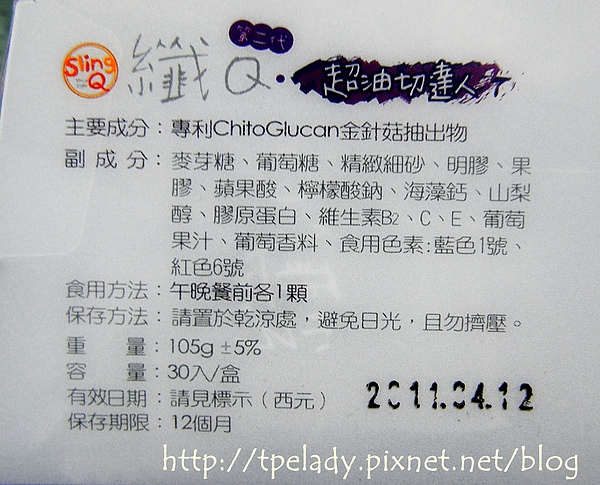 第二代
Sling Q 纖Q·超油切達人
主要成分：專利ChitoGlucan金針菇抽出物
副成分：麥芽糖、葡萄糖、精緻細砂、明膠、果
膠、蘋果酸、檸檬酸鈉、海藻鈣、山梨
醇、膠原蛋白、維生素B2、C、E、葡萄
果汁、葡萄香料、食用色素:藍色1號、
紅色6號
食用方法：午晚餐前各1顆
保存方法：請置於乾涼處，避免日光，且勿擠壓。
重量：105g ±5%
容量：30入/盒
有效日期：請見標示（西元） 2011.04.12
保存期限：12個月
http://tpelady.pixnet.net/blog